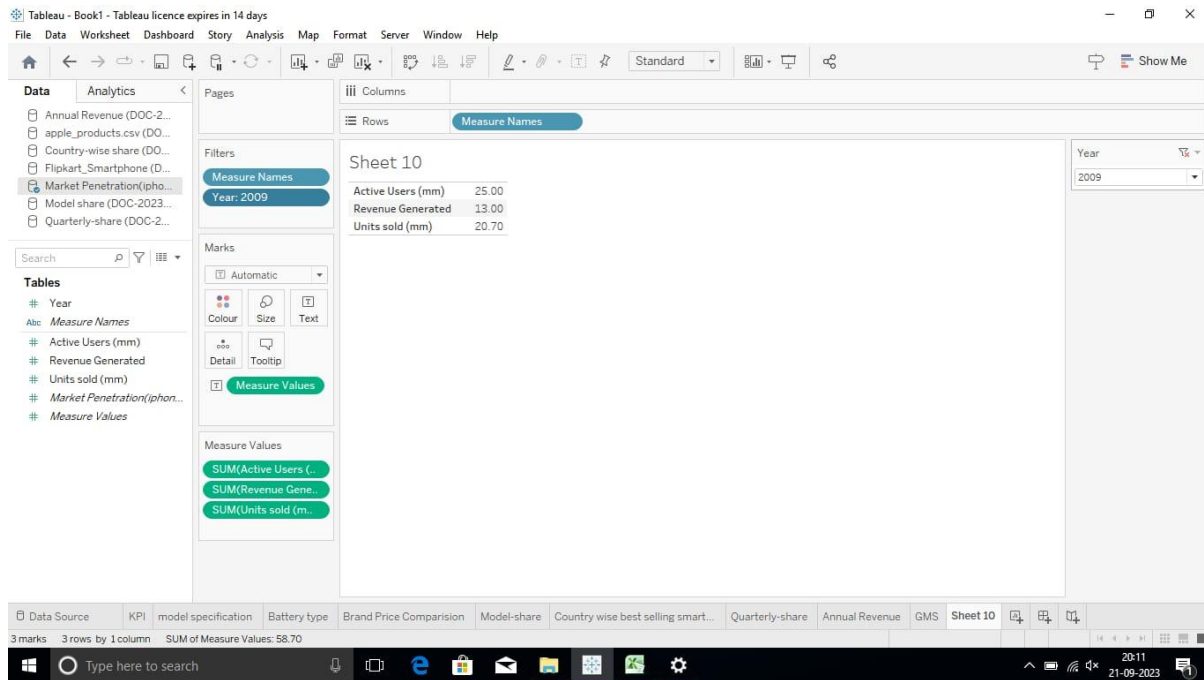 Tableau - Book1 - Tableau licence expires in 14 days
File Data Worksheet Dashboard Story Analysis Map Format Server Window Help
Standard
Show Me
Data Analytics
Annual Revenue (DOC-2...
apple_products.csv (DO...
Country-wise share (DO...
Flipkart_Smartphone (D...
Market Penetration(ipho...
Model share (DOC-2023...
Quarterly-share (DOC-2...
Search
Tables
# Year
Abc Measure Names
# Active Users (mm)
# Revenue Generated
# Units sold (mm)
# Market Penetration(iphon...
# Measure Values
Pages
Filters
Measure Names
Year: 2009
Marks
Automatic
Colour Size Text
Detail Tooltip
Measure Values
Measure Values
SUM(Active Users (..
SUM(Revenue Gene..
SUM(Units sold (m..
Columns
Rows Measure Names
Sheet 10
Active Users (mm) 25.00
Revenue Generated 13.00
Units sold (mm) 20.70
Year
2009
Data Source KPI model specification Battery type Brand Price Comparision Model-share Country wise best selling smart... Quarterly-share Annual Revenue GMS Sheet 10
3 marks 3 rows by 1 column SUM of Measure Values: 58.70
Type here to search
20:11
21-09-2023